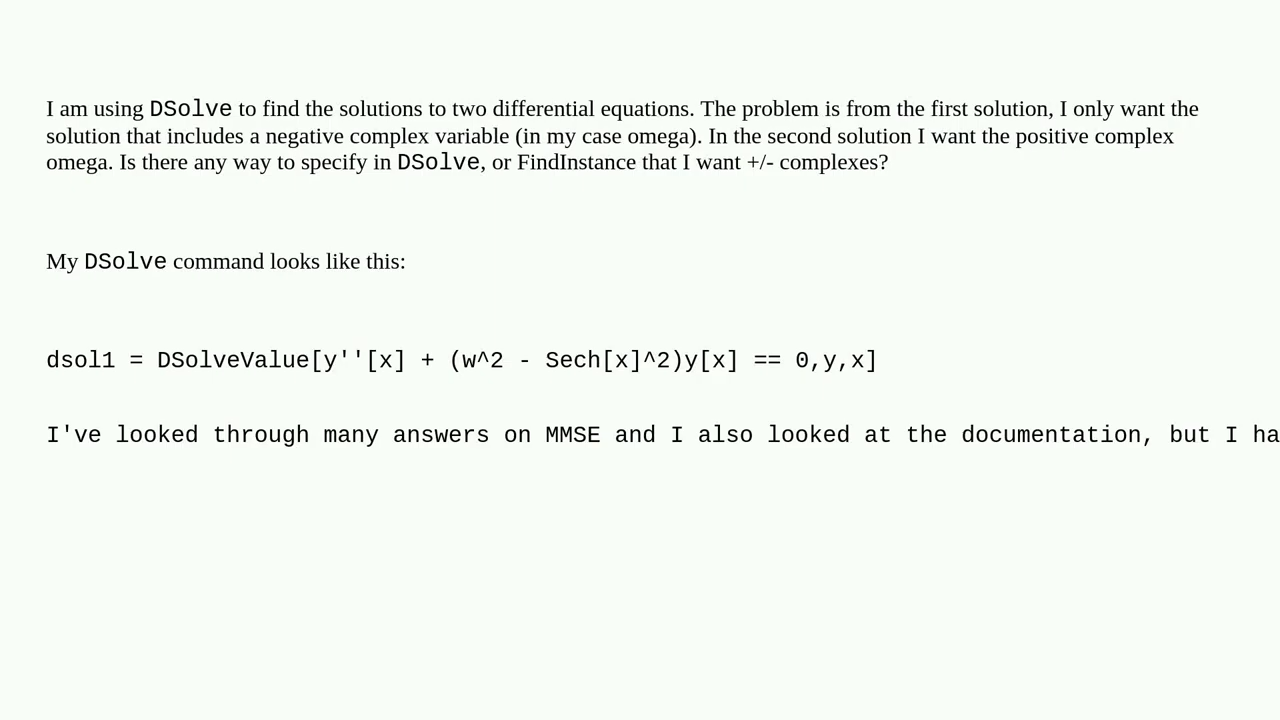 I am using DSolve to find the solutions to two differential equations. The problem is from the first solution, I only want the
solution that includes a negative complex variable (in my case omega). In the second solution I want the positive complex
omega. Is there any way to specify in DSolve, or FindInstance that I want +/- complexes?
My DSolve command looks like this:
dsol1 = DSolveValue[y''[x] + (w^2 - Sech[x]^2)y[x] == 0,y,x]
I've looked through many answers on MMSE and I also looked at the documentation, but I ha